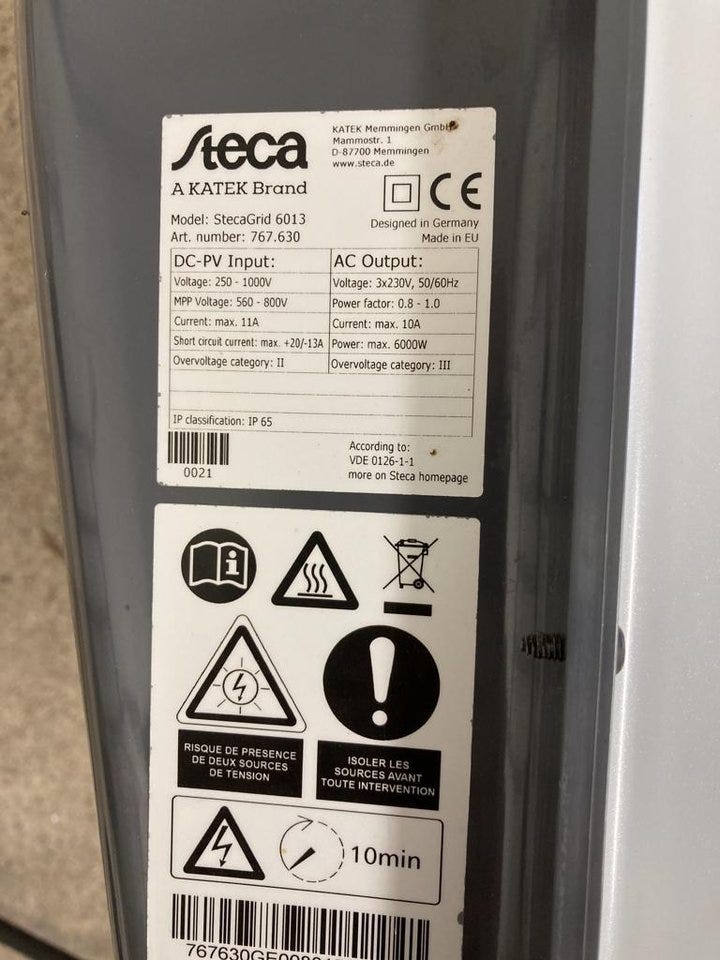 Steca
A KATEK Brand
KATEK Memmingen GmbH
Mammostr. 1
D-87700 Memmingen
www.steca.de
CE
Model: StecaGrid 6013
Art. number: 767.630
Designed in Germany
Made in EU
DC-PV Input:
Voltage: 250 - 1000V
MPP Voltage: 560 - 800V
Current: max. 11A
Short circuit current: max. +20/-13A
Overvoltage category: II
AC Output:
Voltage: 3x230V, 50/60Hz
Power factor: 0.8 - 1.0
Current: max. 10A
Power: max. 6000W
Overvoltage category: III
IP classification: IP 65
0021
According to:
VDE 0126-1-1
more on Steca homepage
RISQUE DE PRESENCE
DE DEUX SOURCES
DE TENSION
ISOLER LES
SOURCES AVANT
TOUTE INTERVENTION
10min